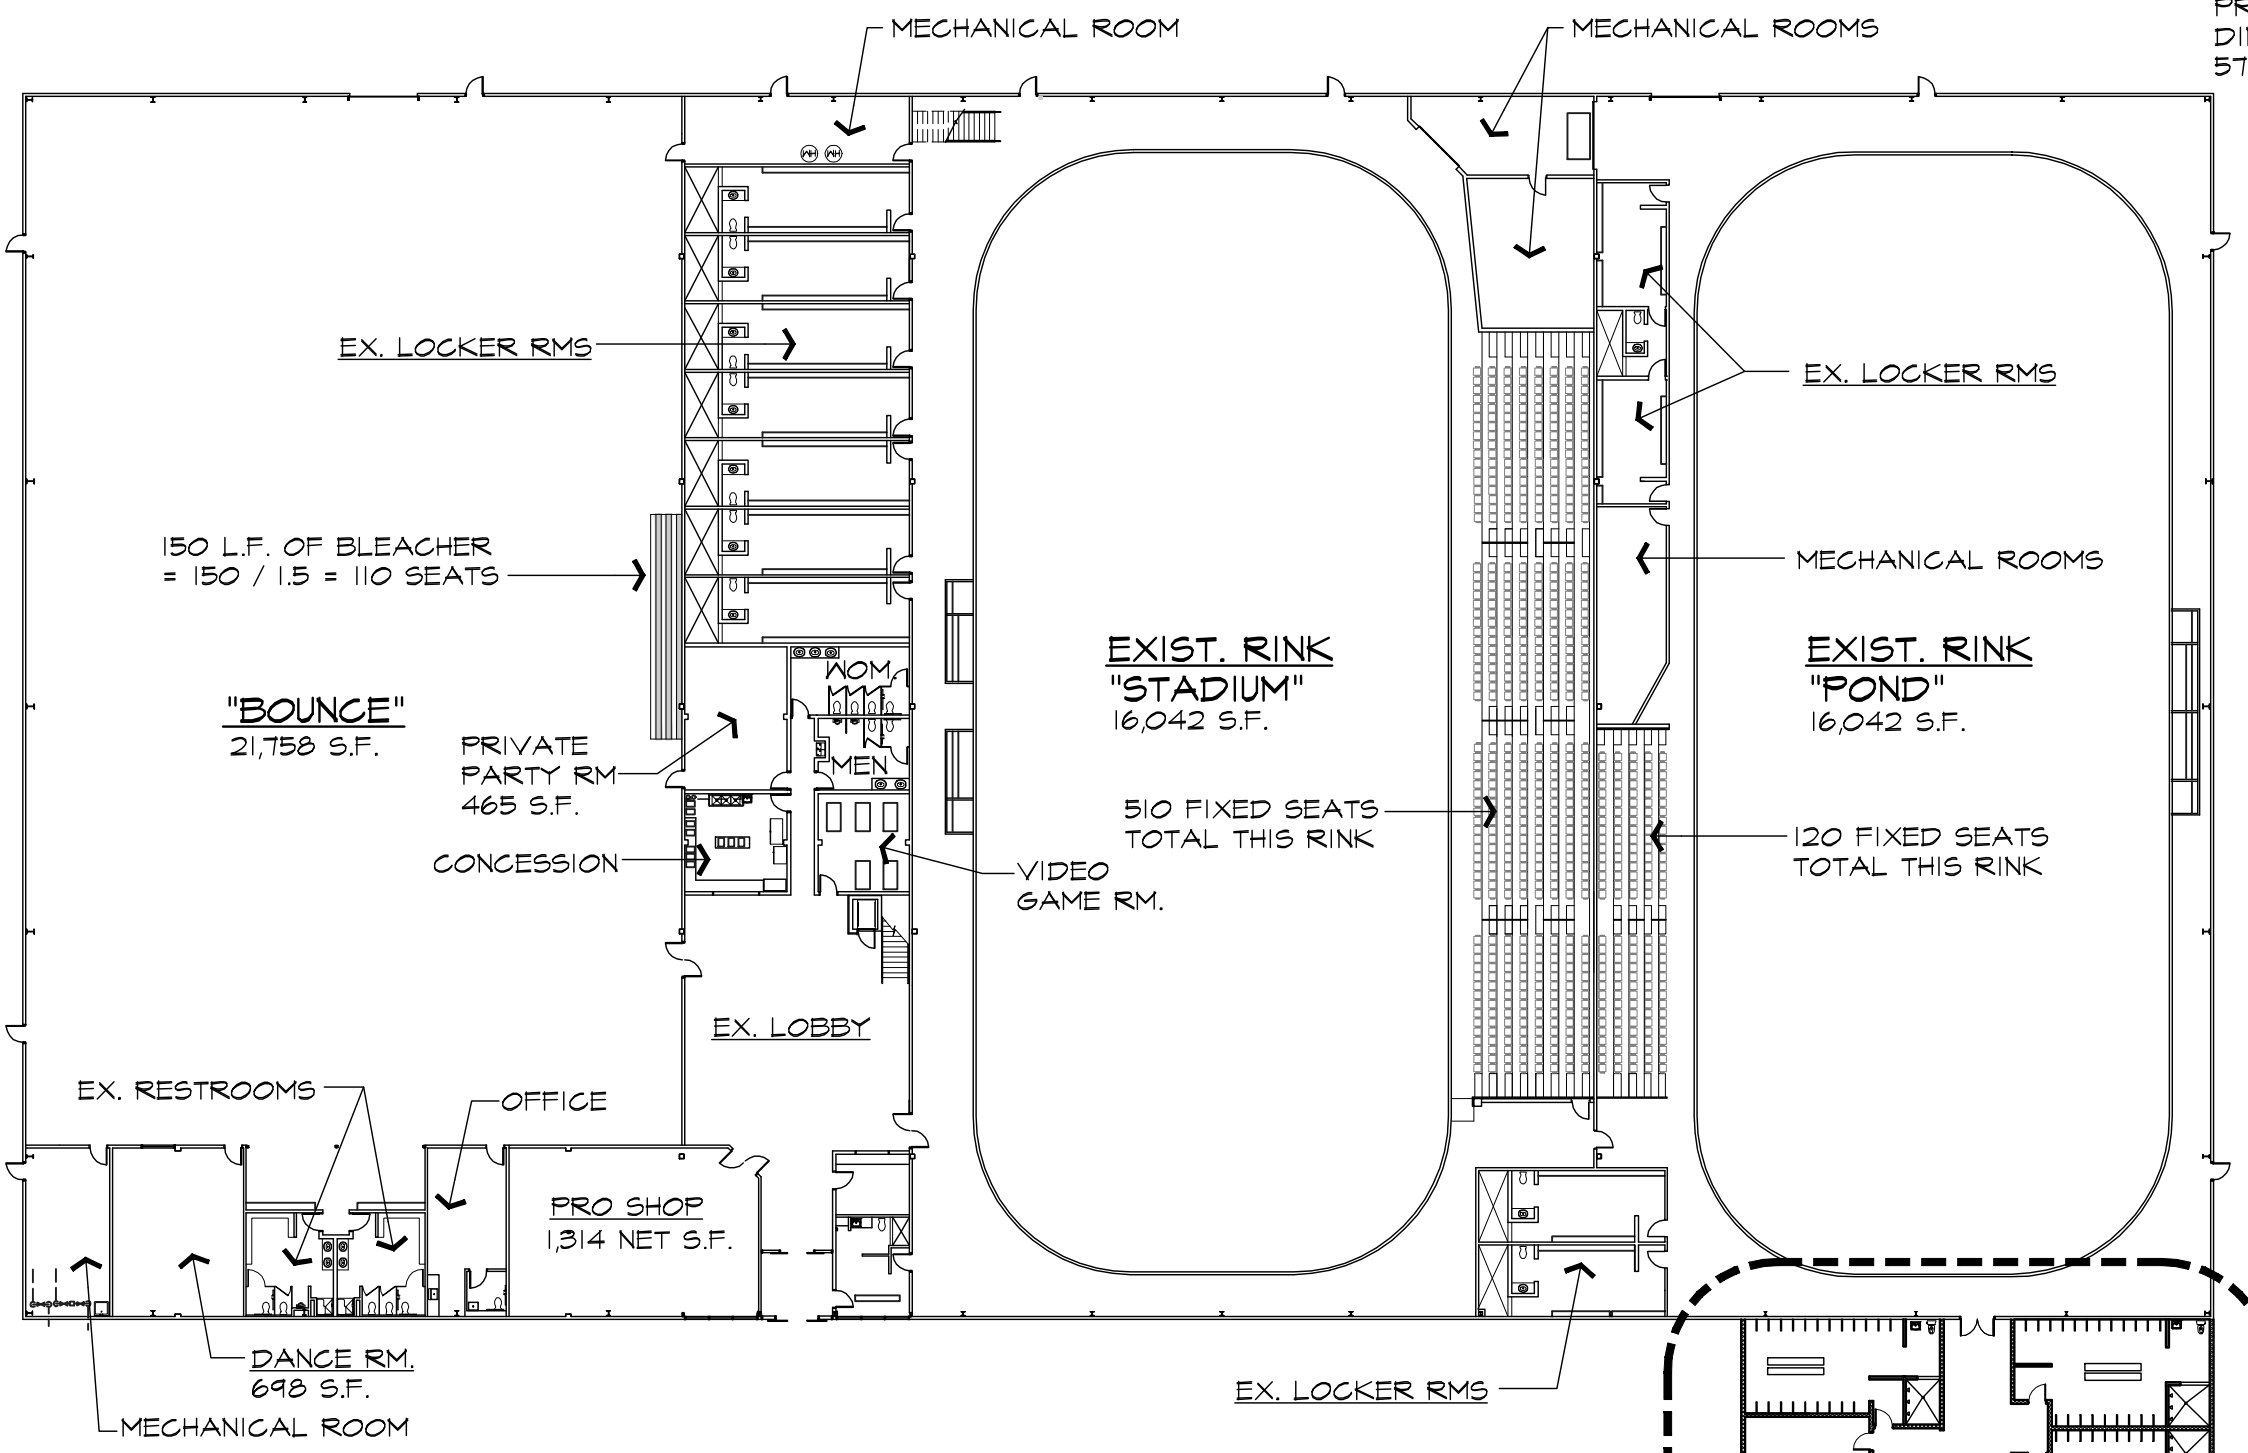 MECHANICAL ROOM
MECHANICAL ROOMS
EX. LOCKER RMS
EX. LOCKER RMS
150 L.F. OF BLEACHER
= 150 / 1.5 = 110 SEATS
MECHANICAL ROOMS
"BOUNCE"
21,758 S.F.
WOM.
MEN
PRIVATE
PARTY RM
465 S.F.
CONCESSION
EXIST. RINK
"STADIUM"
16,042 S.F.
EXIST. RINK
"POND"
16,042 S.F.
510 FIXED SEATS
TOTAL THIS RINK
120 FIXED SEATS
TOTAL THIS RINK
VIDEO
GAME RM.
EX. LOBBY
EX. RESTROOMS
OFFICE
PRO SHOP
1,314 NET S.F.
DANCE RM.
698 S.F.
MECHANICAL ROOM
EX. LOCKER RMS
WH WH